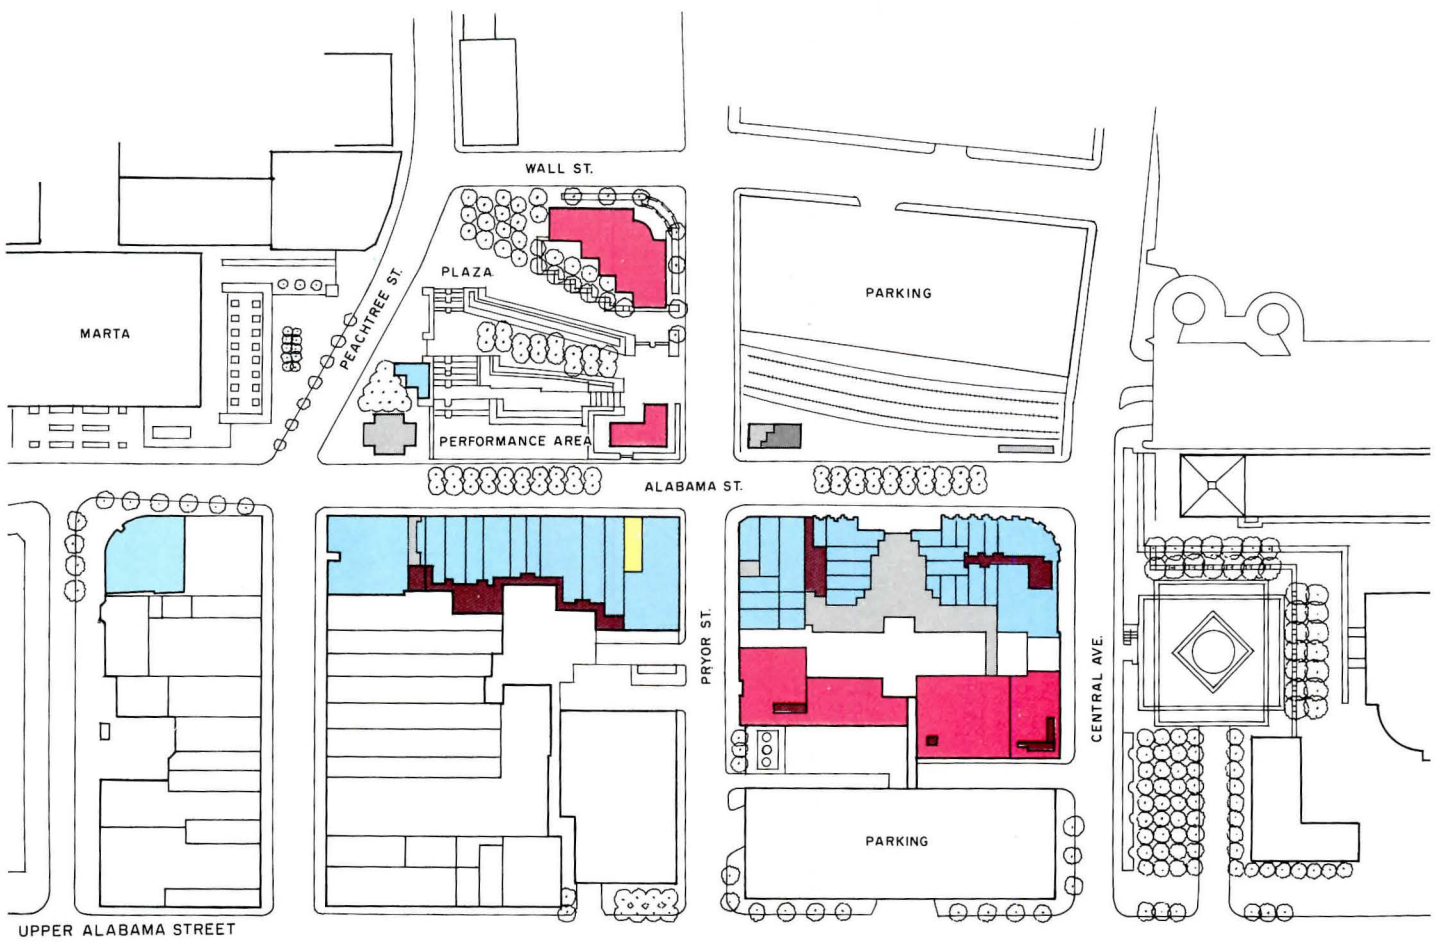 WALL ST.
PLAZA
PEACHTREE ST.
MARTA
PARKING
PERFORMANCE AREA
ALABAMA ST.
PRYOR ST.
CENTRAL AVE.
PARKING
UPPER ALABAMA STREET